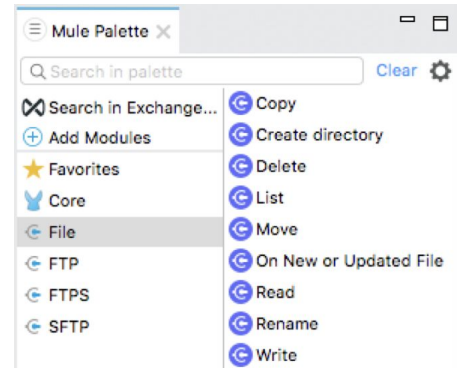 Mule Palette
Search in palette
Clear
Search in Exchange...
Add Modules
Favorites
Core
File
FTP
FTPS
SFTP
Copy
Create directory
Delete
List
Move
On New or Updated File
Read
Rename
Write